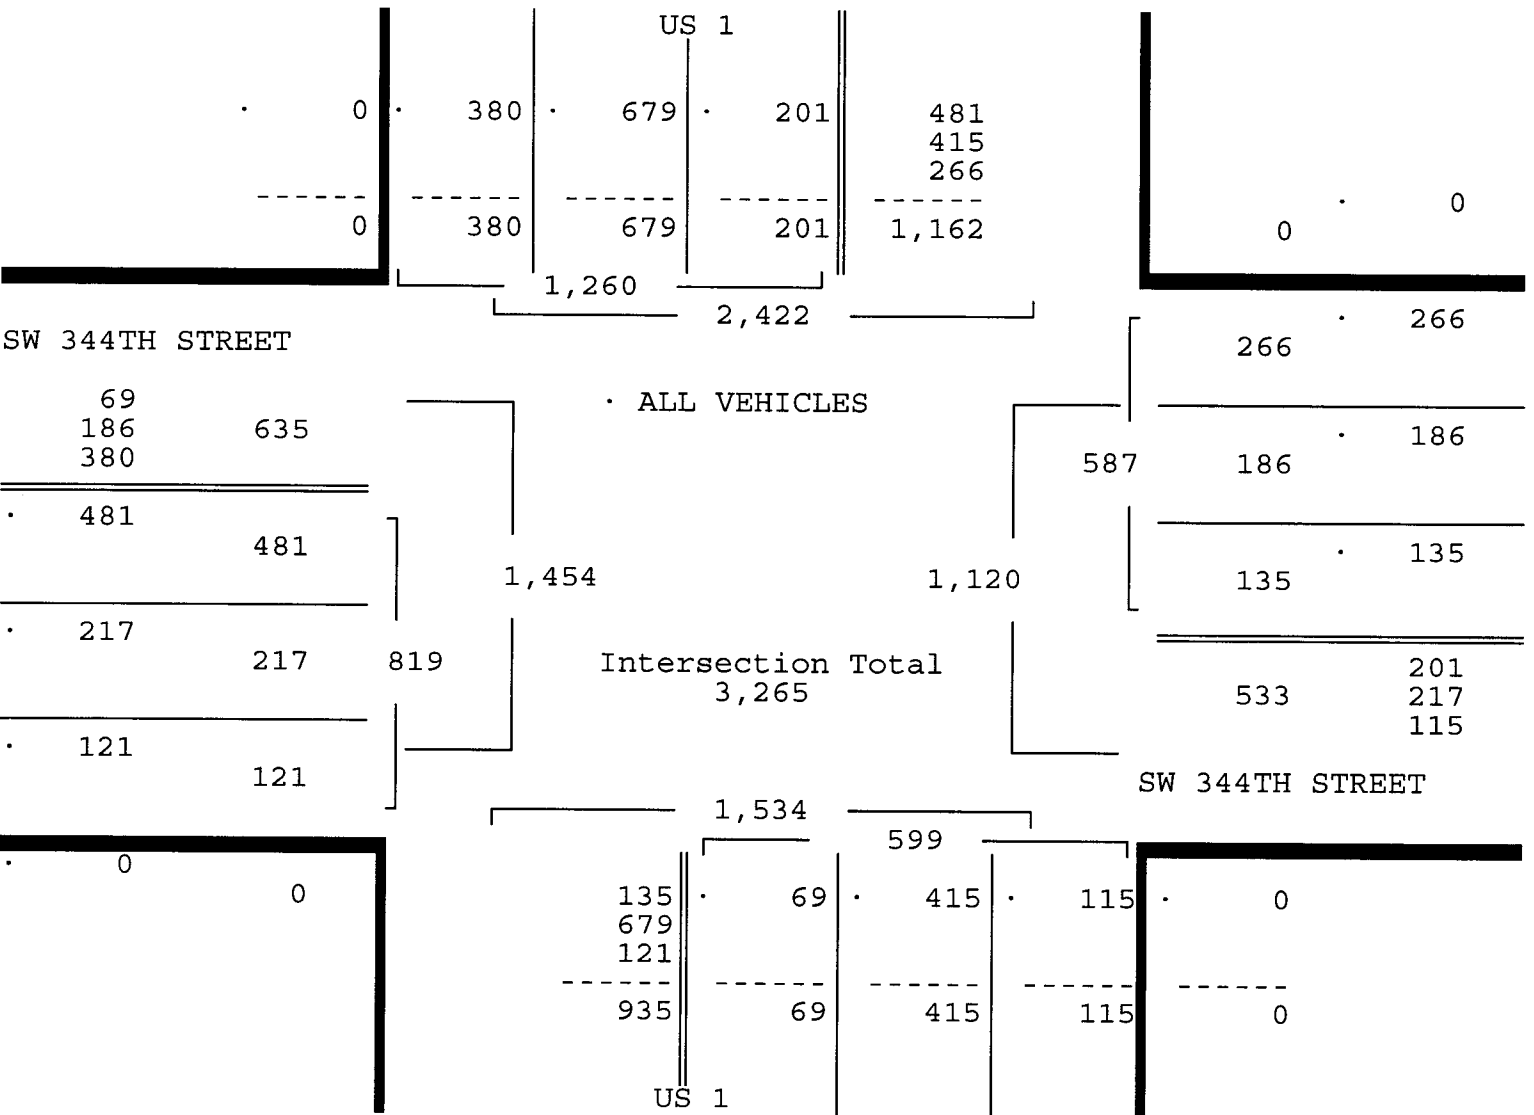 US 1
· 0 · 380 · 679 · 201 481
415
266
------ ------ ------ ------ ------
0 380 679 201 1,162
· 0
0
1,260
2,422
SW 344TH STREET
· 266
266
69
186 635
380
· ALL VEHICLES
· 186
587 186
· 481
481
· 135
1,454 1,120 135
· 217
217 819
Intersection Total
3,265
201
533 217
115
· 121
121
SW 344TH STREET
1,534
599
· 0
0
135 · 69 · 415 · 115 · 0
679
121
------ ------ ------ ------ ------
935 69 415 115 0
US 1